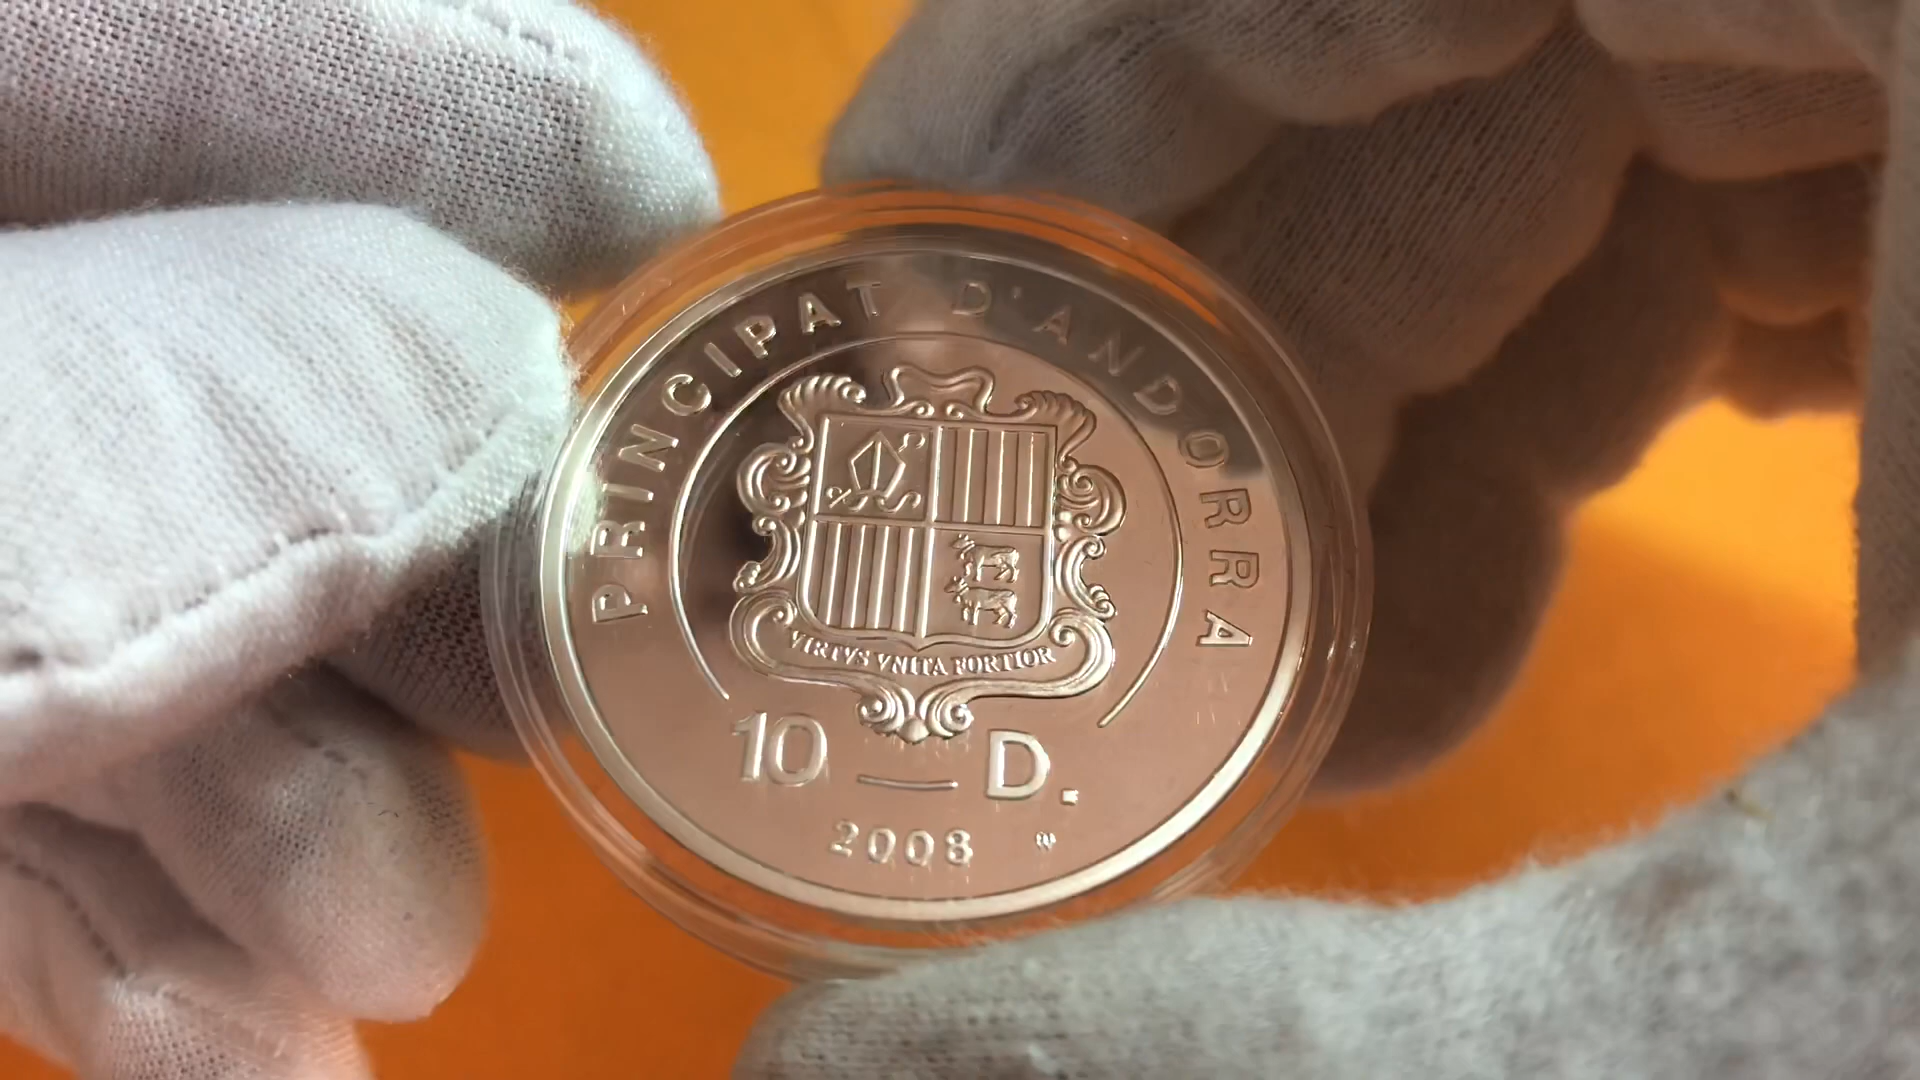 PRINCIPAT D'ANDORRA
VIRTVS VNITA FORTIOR
10 D.
2008